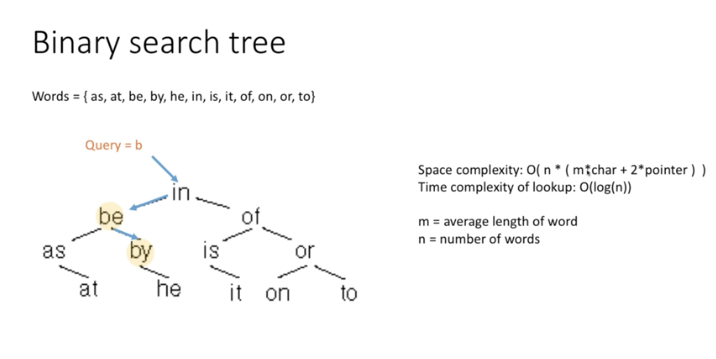 Binary search tree
Words = { as, at, be, by, he, in, is, it, of, on, or, to}
Query = b
in
be of
as by is or
at he it on to
Space complexity: O( n * ( m*char + 2*pointer ) )
Time complexity of lookup: O(log(n))
m = average length of word
n = number of words